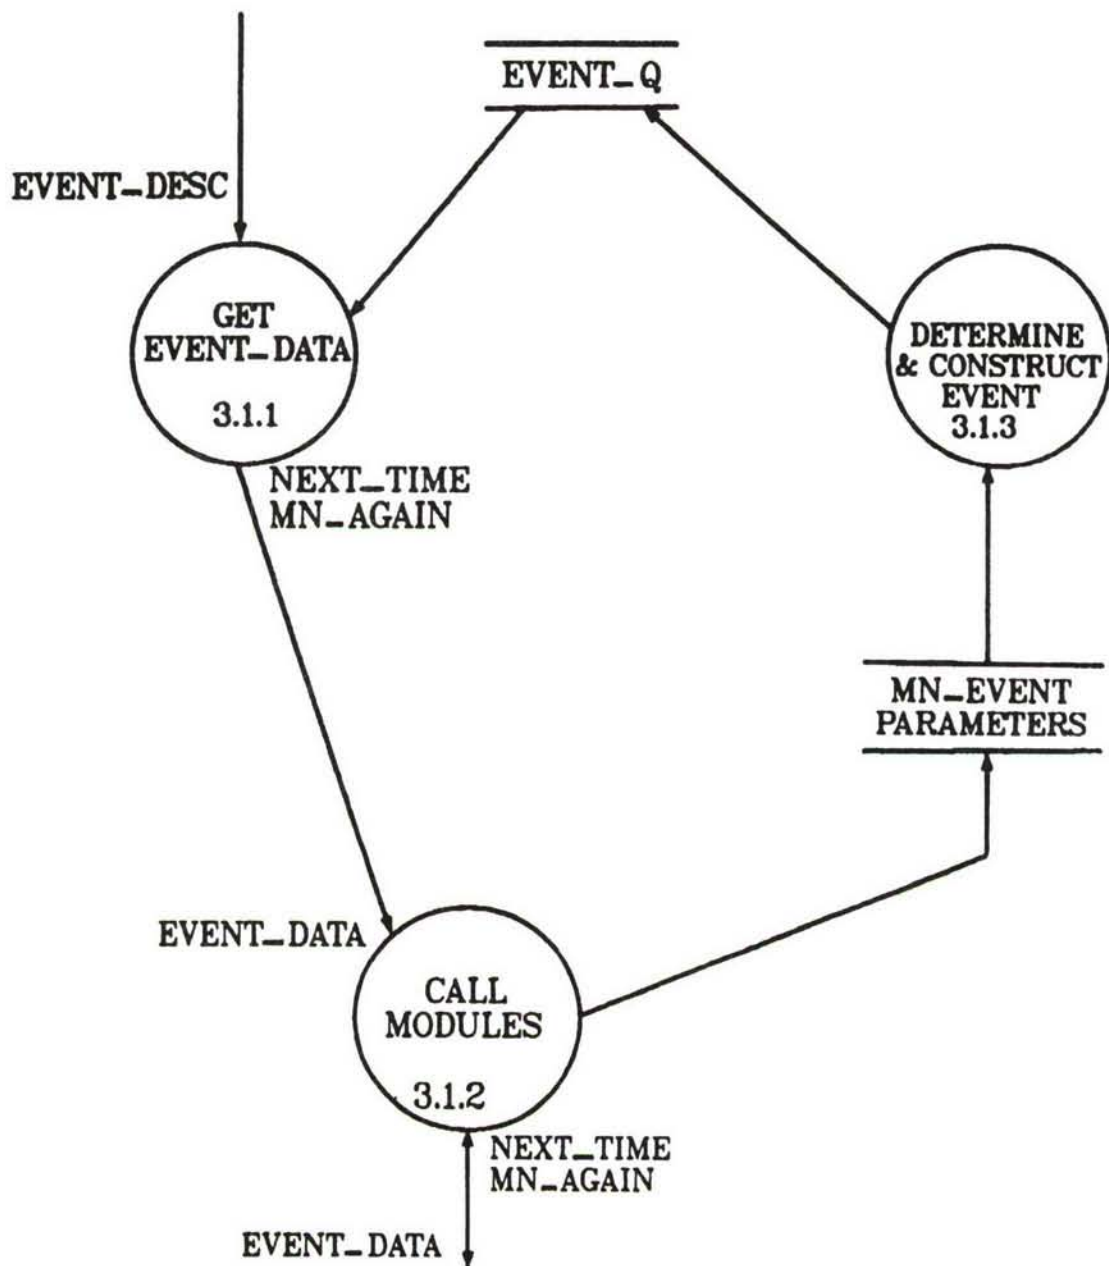 EVENT_Q
EVENT_DESC
GET
EVENT_DATA
3.1.1
DETERMINE
& CONSTRUCT
EVENT
3.1.3
NEXT_TIME
MN_AGAIN
MN_EVENT
PARAMETERS
EVENT_DATA
CALL
MODULES
3.1.2
NEXT_TIME
MN_AGAIN
EVENT_DATA